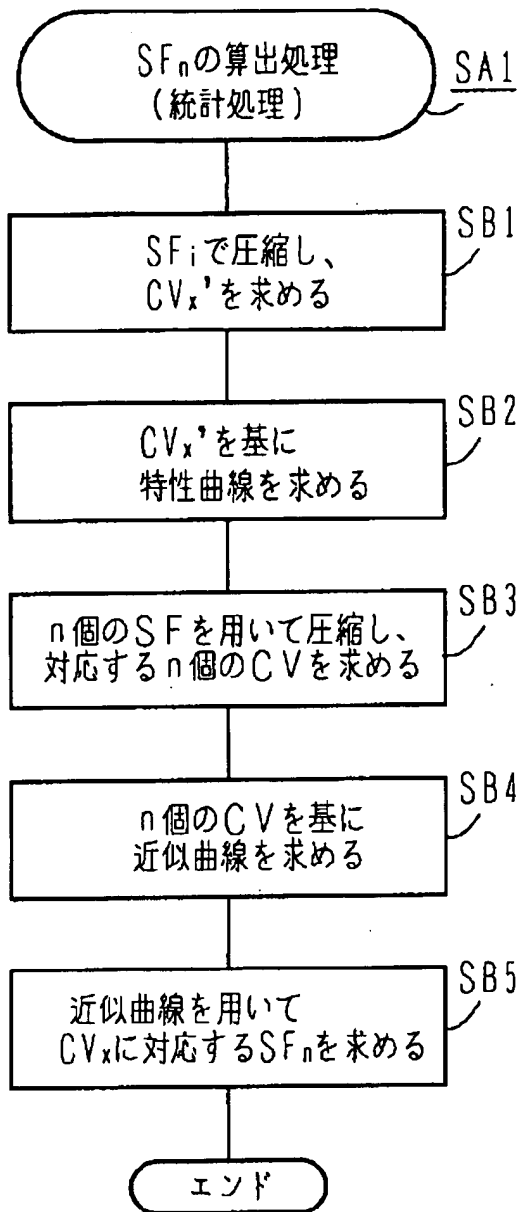 SFnの算出処理
(統計処理)
SA1
SB1
SFiで圧縮し、
CVx'を求める
SB2
CVx'を基に
特性曲線を求める
SB3
n個のSFを用いて圧縮し、
対応するn個のCVを求める
SB4
n個のCVを基に
近似曲線を求める
SB5
近似曲線を用いて
CVxに対応するSFnを求める
エンド